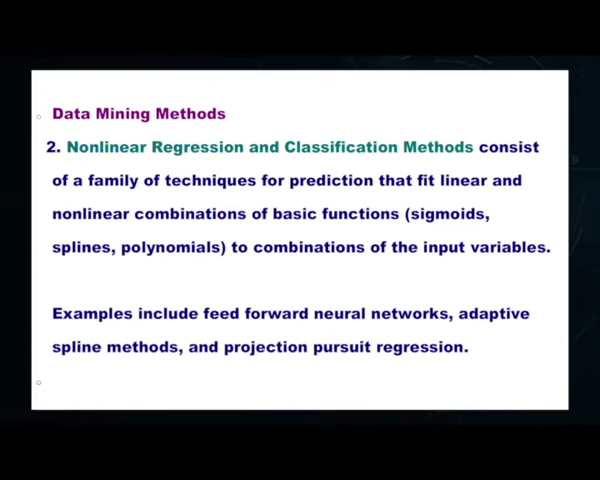 Data Mining Methods
2. Nonlinear Regression and Classification Methods consist
of a family of techniques for prediction that fit linear and
nonlinear combinations of basic functions (sigmoids,
splines, polynomials) to combinations of the input variables.
Examples include feed forward neural networks, adaptive
spline methods, and projection pursuit regression.